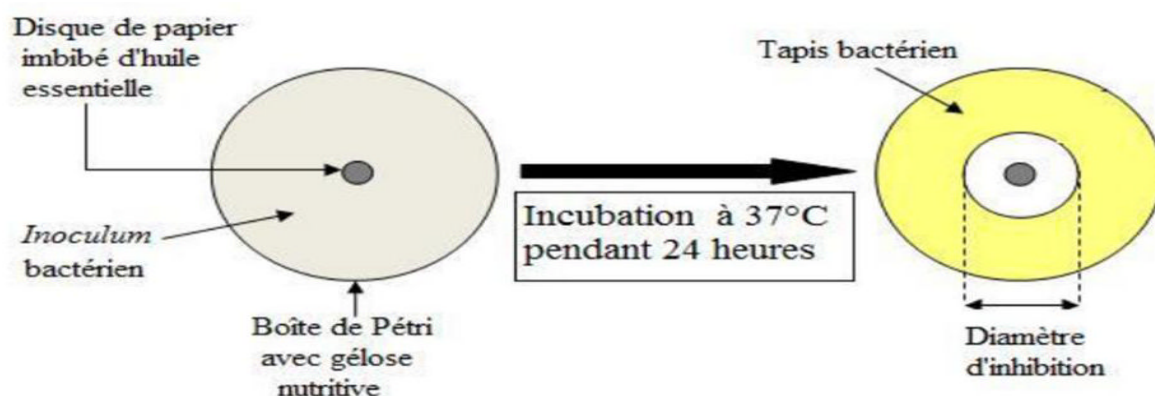 Disque de papier
imbibé d'huile
essentielle
Inoculum
bactérien
Boîte de Pétri
avec gélose
nutritive
Incubation à 37°C
pendant 24 heures
Tapis bactérien
Diamètre
d'inhibition